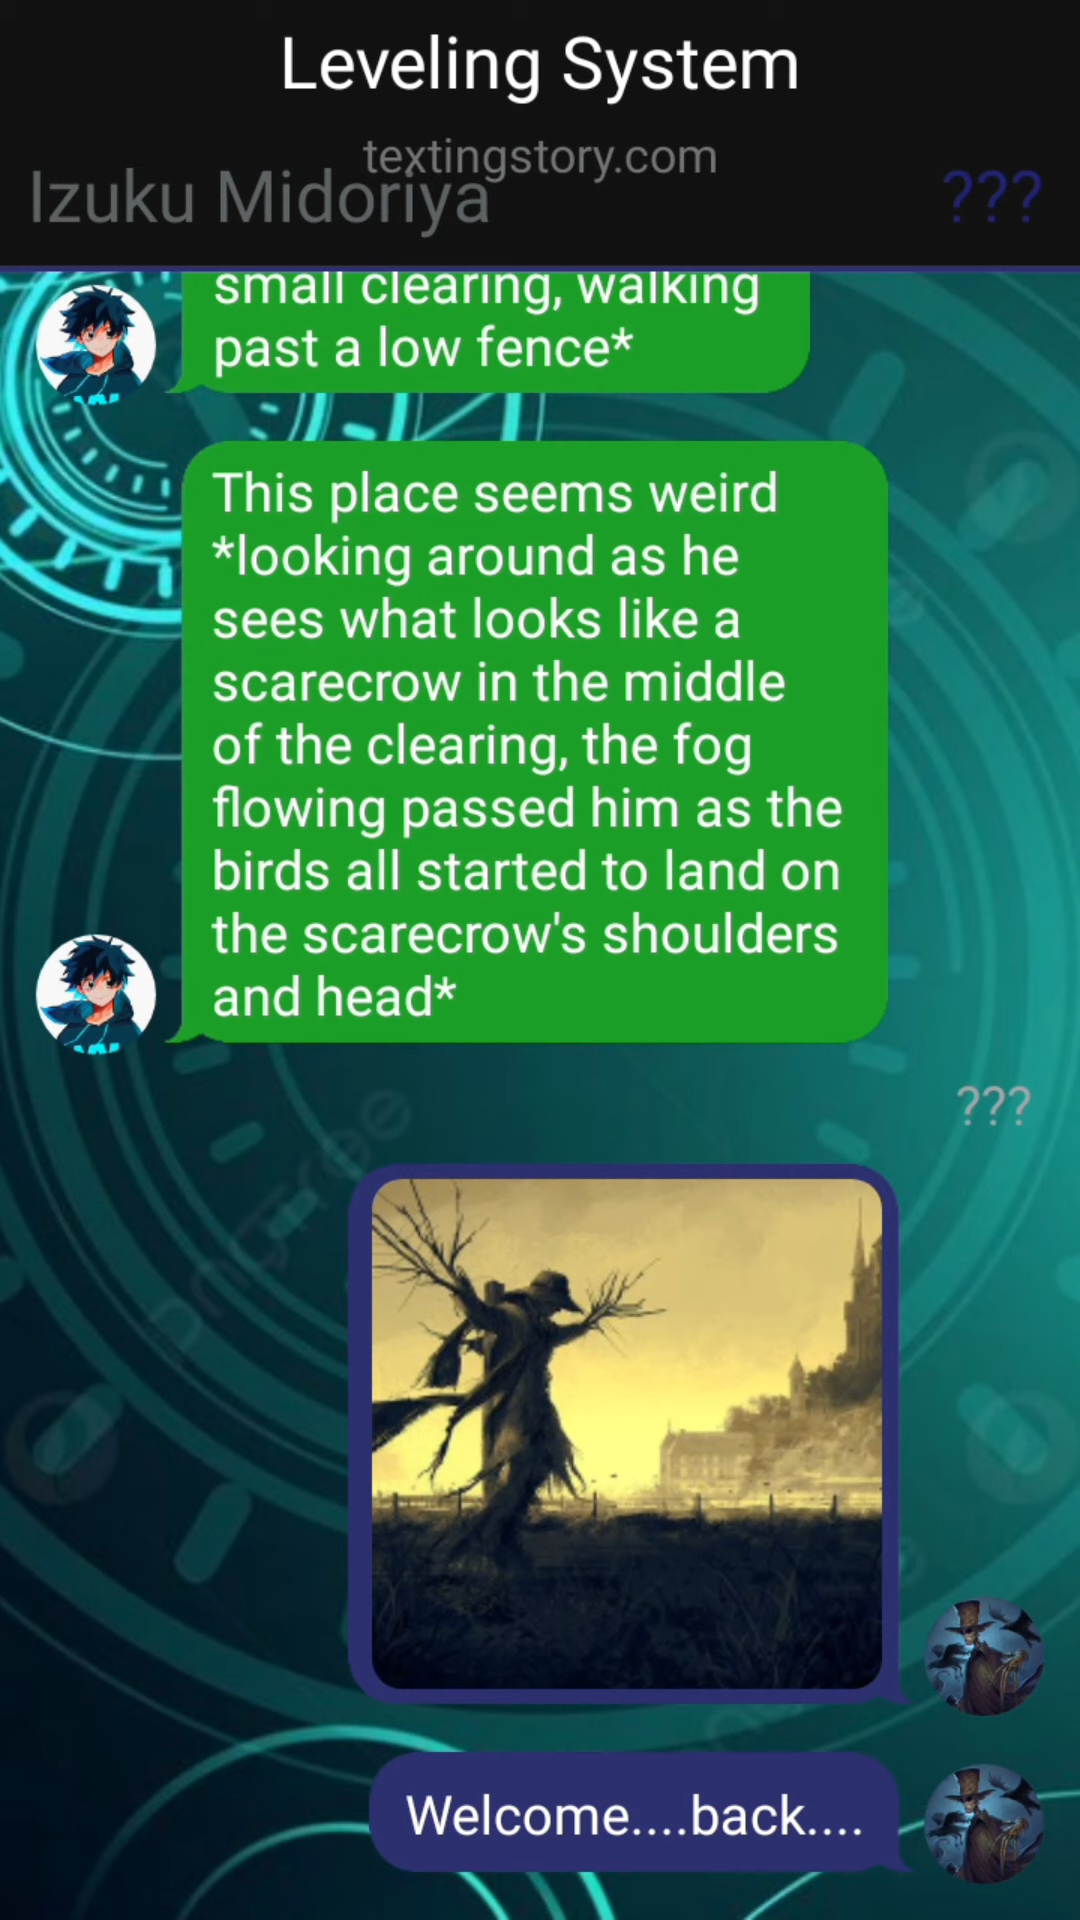 Leveling System
textingstory.com
Izuku Midoriya
???
small clearing, walking
past a low fence*
This place seems weird
*looking around as he
sees what looks like a
scarecrow in the middle
of the clearing, the fog
flowing passed him as the
birds all started to land on
the scarecrow's shoulders
and head*
???
Welcome....back....